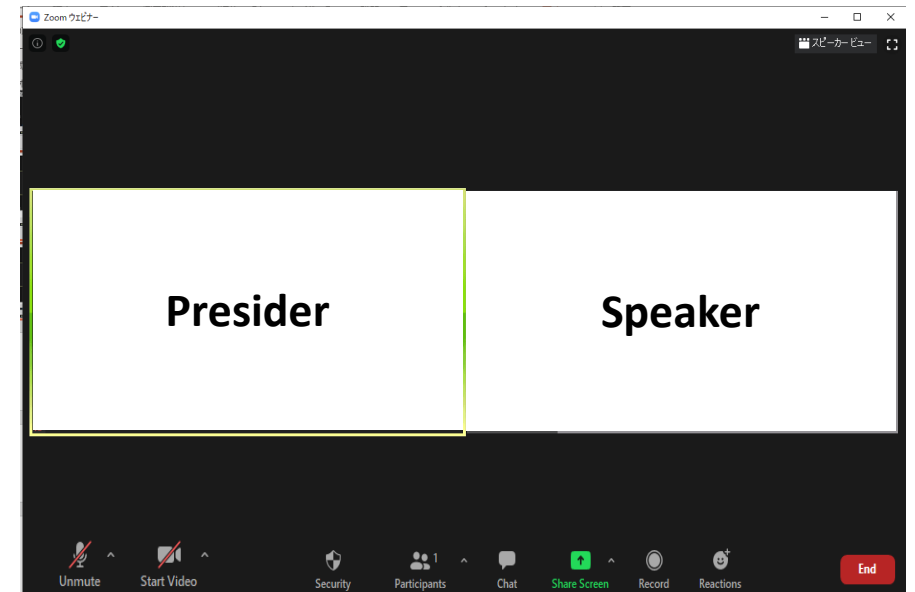 Zoom ウェビナー
スピーカー ビュー
Presider
Speaker
Unmute
Start Video
Security
1
Participants
Chat
Share Screen
Record
Reactions
End